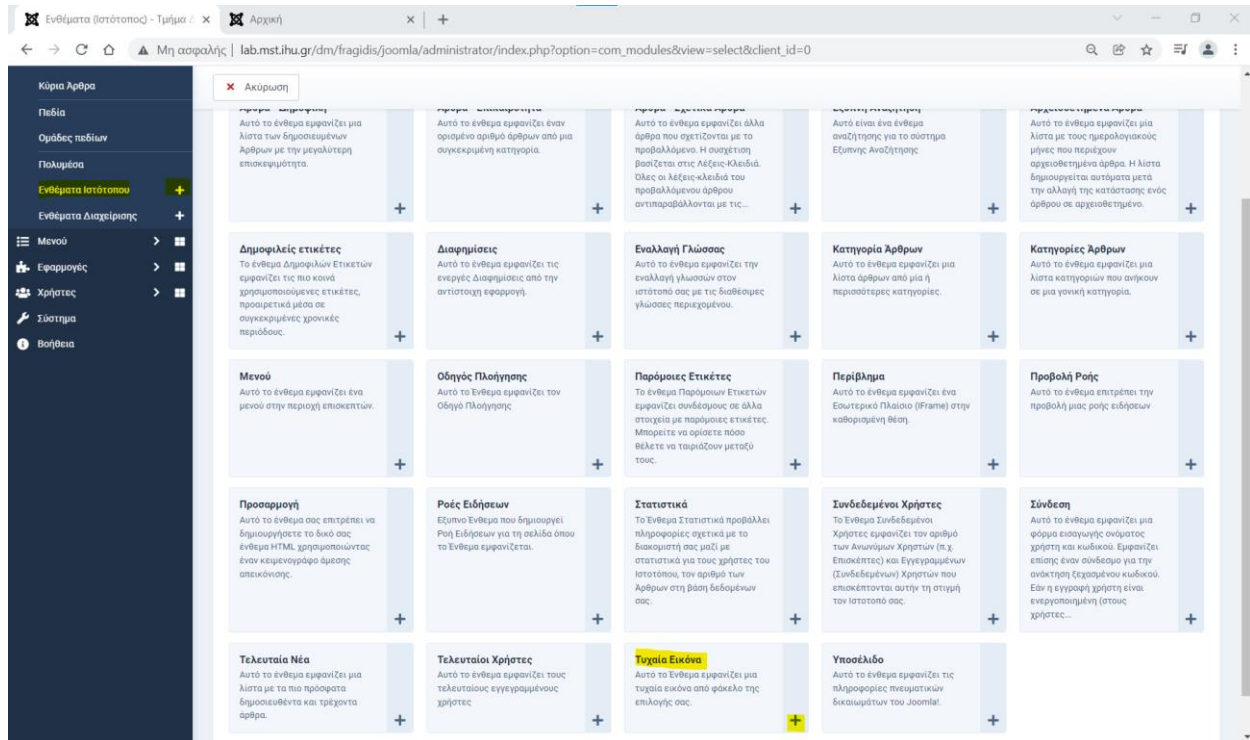 Ενθέματα (Ιστότοπος) - Τμήμα
Αρχική
Μη ασφαλής | lab.mst.ihu.gr/dm/fragidis/joomla/administrator/index.php?option=com_modules&view=select&client_id=0
Κύρια Άρθρα
Πεδία
Ομάδες πεδίων
Πολυμέσα
Ενθέματα Ιστότοπου
Ενθέματα Διαχείρισης
Μενού
Εφαρμογές
Χρήστες
Σύστημα
Βοήθεια
Ακύρωση
Άρθρα - Δημοφιλή
Αυτό το ένθεμα εμφανίζει μια
λίστα των δημοσιευμένων
Άρθρων με την μεγαλύτερη
επισκεψιμότητα.
Άρθρα - Επικαιρότητα
Αυτό το ένθεμα εμφανίζει έναν
ορισμένο αριθμό άρθρων από μια
συγκεκριμένη κατηγορία.
Άρθρα - Σχετικά Άρθρα
Αυτό το ένθεμα εμφανίζει άλλα
άρθρα που σχετίζονται με το
προβαλλόμενο. Η συσχέτιση
βασίζεται στις Λέξεις-Κλειδιά.
Όλες οι λέξεις-κλειδιά του
προβαλλόμενου άρθρου
αντιπαραβάλλονται με τις...
Έξυπνη Αναζήτηση
Αυτό είναι ένα ένθεμα
αναζήτησης για το σύστημα
Έξυπνης Αναζήτησης
Αρχειοθετημένα Άρθρα
Αυτό το ένθεμα εμφανίζει μία
λίστα με τους ημερολογιακούς
μήνες που περιέχουν
αρχειοθετημένα άρθρα. Η λίστα
δημιουργείται αυτόματα μετά
την αλλαγή της κατάστασης ενός
άρθρου σε αρχειοθετημένο.
Δημοφιλείς ετικέτες
Το ένθεμα Δημοφιλών Ετικετών
εμφανίζει τις πιο κοινά
χρησιμοποιούμενες ετικέτες,
προαιρετικά μέσα σε
συγκεκριμένες χρονικές
περιόδους.
Διαφημίσεις
Αυτό το ένθεμα εμφανίζει τις
ενεργές Διαφημίσεις από την
αντίστοιχη εφαρμογή.
Εναλλαγή Γλώσσας
Αυτό το ένθεμα εμφανίζει την
εναλλαγή γλωσσών στον
ιστότοπό σας με τις διαθέσιμες
γλώσσες περιεχομένου.
Κατηγορία Άρθρων
Αυτό το ένθεμα εμφανίζει μια
λίστα άρθρων από μία ή
περισσότερες κατηγορίες.
Κατηγορίες Άρθρων
Αυτό το ένθεμα εμφανίζει μια
λίστα κατηγοριών που ανήκουν
σε μια γονική κατηγορία.
Μενού
Αυτό το ένθεμα εμφανίζει ένα
μενού στην περιοχή επισκεπτών.
Οδηγός Πλοήγησης
Αυτό το Ένθεμα εμφανίζει τον
Οδηγό Πλοήγησης
Παρόμοιες Ετικέτες
Το ένθεμα Παρόμοιων Ετικετών
εμφανίζει συνδέσμους σε άλλα
στοιχεία με παρόμοιες ετικέτες.
Μπορείτε να ορίσετε πόσο
θέλετε να ταιριάζουν μεταξύ
τους.
Περίβλημα
Αυτό το ένθεμα εμφανίζει ένα
Εσωτερικό Πλαίσιο (IFrame) στην
καθορισμένη θέση.
Προβολή Ροής
Αυτό το ένθεμα επιτρέπει την
προβολή μιας ροής ειδήσεων
Προσαρμογή
Αυτό το ένθεμα σας επιτρέπει να
δημιουργήσετε το δικό σας
ένθεμα HTML χρησιμοποιώντας
έναν κειμενογράφο άμεσης
απεικόνισης.
Ροές Ειδήσεων
Εξυπνο Ένθεμα που δημιουργεί
Ροή Ειδήσεων για τη σελίδα όπου
το Ένθεμα εμφανίζεται.
Στατιστικά
Το Ένθεμα Στατιστικά προβάλλει
πληροφορίες σχετικά με το
διακομιστή σας μαζί με
στατιστικά για τους χρήστες του
Ιστοτόπου, τον αριθμό των
Άρθρων στη βάση δεδομένων
σας.
Συνδεδεμένοι Χρήστες
Το Ένθεμα Συνδεδεμένοι
Χρήστες εμφανίζει τον αριθμό
των Ανωνύμων Χρηστών (π.χ.
Επισκέπτες) και Εγγεγραμμένων
(Συνδεδεμένων) Χρηστών που
επισκέπτονται αυτήν τη στιγμή
τον Ιστοτοπό σας.
Σύνδεση
Αυτό το ένθεμα εμφανίζει μια
φόρμα εισαγωγής ονόματος
χρήστη και κωδικού. Εμφανίζει
επίσης έναν σύνδεσμο για την
ανάκτηση ξεχασμένου κωδικού.
Εάν η εγγραφή χρήστη είναι
ενεργοποιημένη (στους
χρήστες...
Τελευταία Νέα
Αυτό το ένθεμα εμφανίζει μια
λίστα με τα πιο πρόσφατα
δημοσιευθέντα και τρέχοντα
άρθρα.
Τελευταίοι Χρήστες
Αυτό το ένθεμα εμφανίζει τους
τελευταίους εγγεγραμμένους
χρήστες
Τυχαία Εικόνα
Αυτό το Ένθεμα εμφανίζει μια
τυχαία εικόνα από φάκελο της
επιλογής σας.
Υποσέλιδο
Αυτό το ένθεμα εμφανίζει τις
πληροφορίες πνευματικών
δικαιωμάτων του Joomla!.